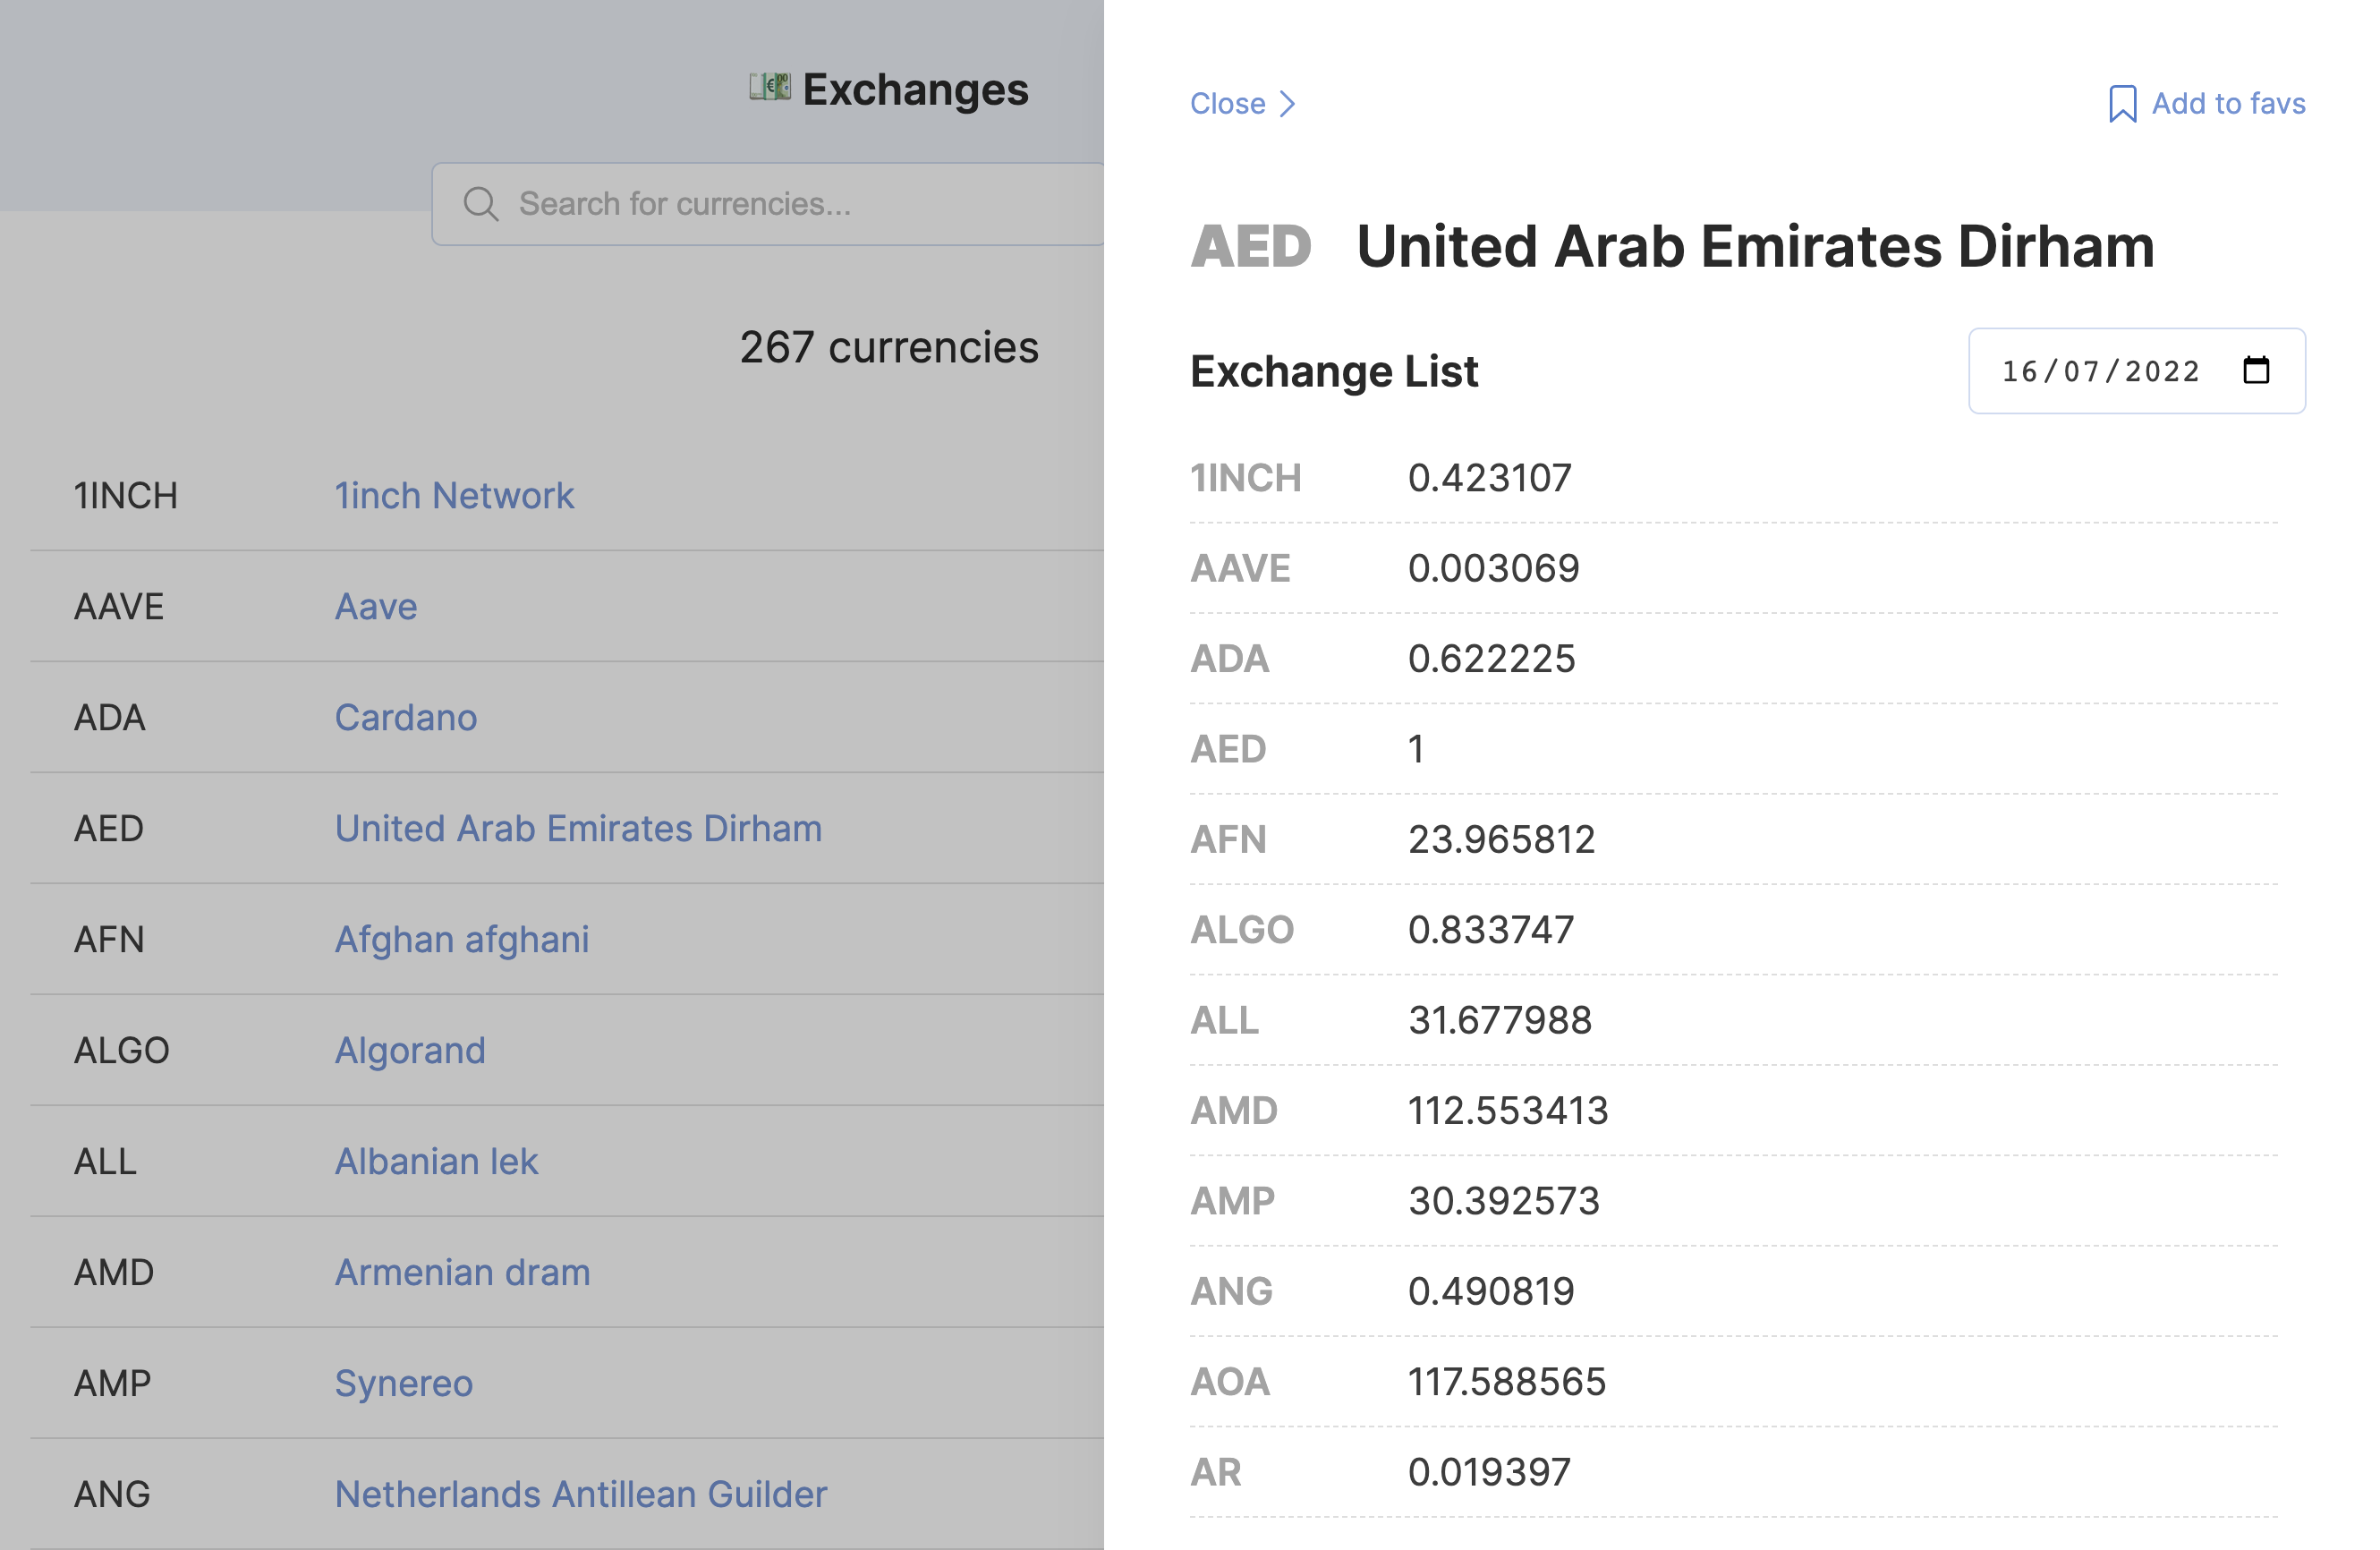 Exchanges
Search for currencies...
267 currencies
1INCH 1inch Network
AAVE Aave
ADA Cardano
AED United Arab Emirates Dirham
AFN Afghan afghani
ALGO Algorand
ALL Albanian lek
AMD Armenian dram
AMP Synereo
ANG Netherlands Antillean Guilder
Close
Add to favs
AED United Arab Emirates Dirham
Exchange List
16/07/2022
1INCH 0.423107
AAVE 0.003069
ADA 0.622225
AED 1
AFN 23.965812
ALGO 0.833747
ALL 31.677988
AMD 112.553413
AMP 30.392573
ANG 0.490819
AOA 117.588565
AR 0.019397